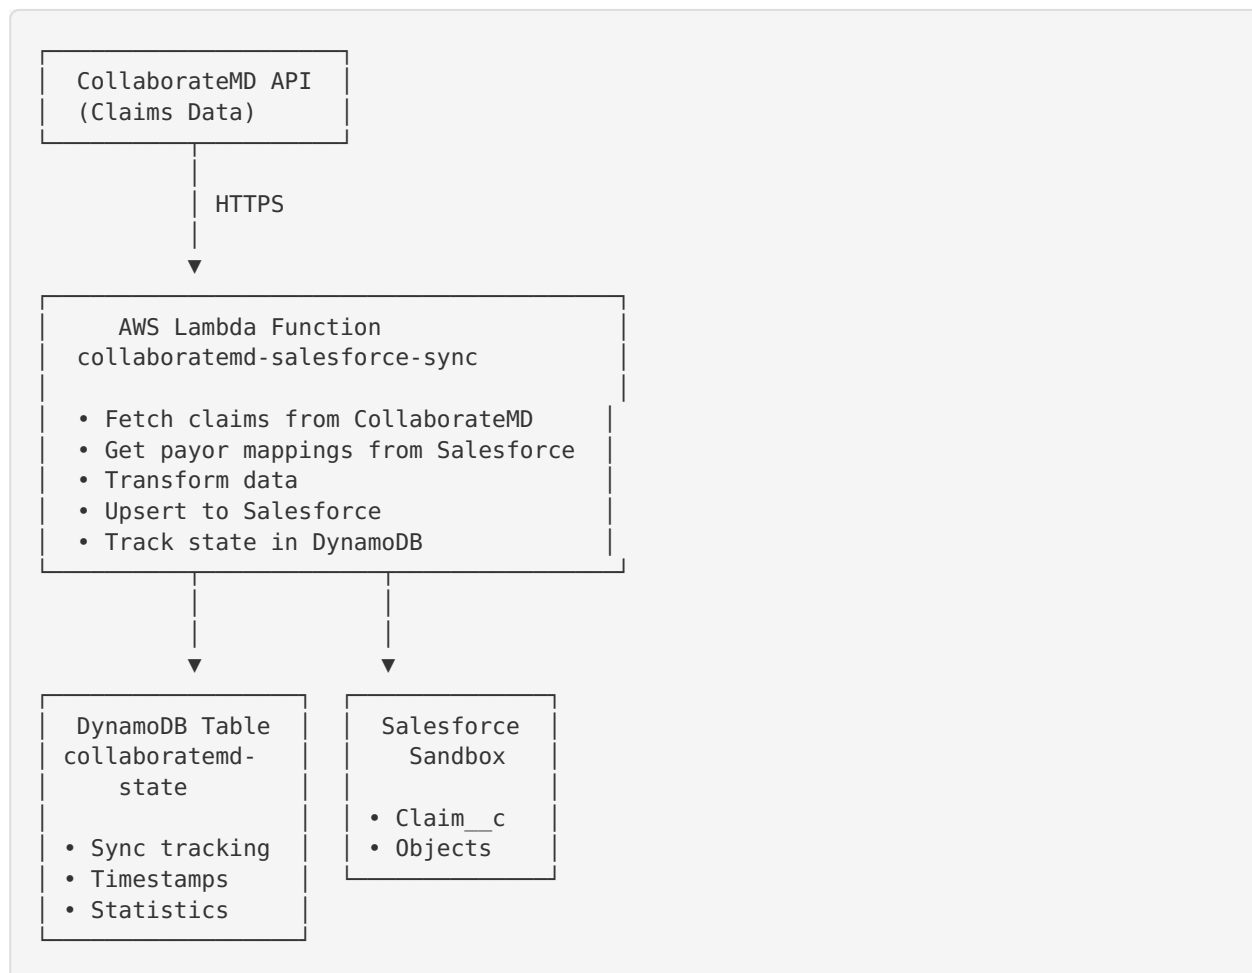 CollaborateMD API
(Claims Data)
HTTPS
AWS Lambda Function
collaboratemd-salesforce-sync
• Fetch claims from CollaborateMD
• Get payor mappings from Salesforce
• Transform data
• Upsert to Salesforce
• Track state in DynamoDB
DynamoDB Table
collaboratemd-
state
• Sync tracking
• Timestamps
• Statistics
Salesforce
Sandbox
• Claim__c
• Objects